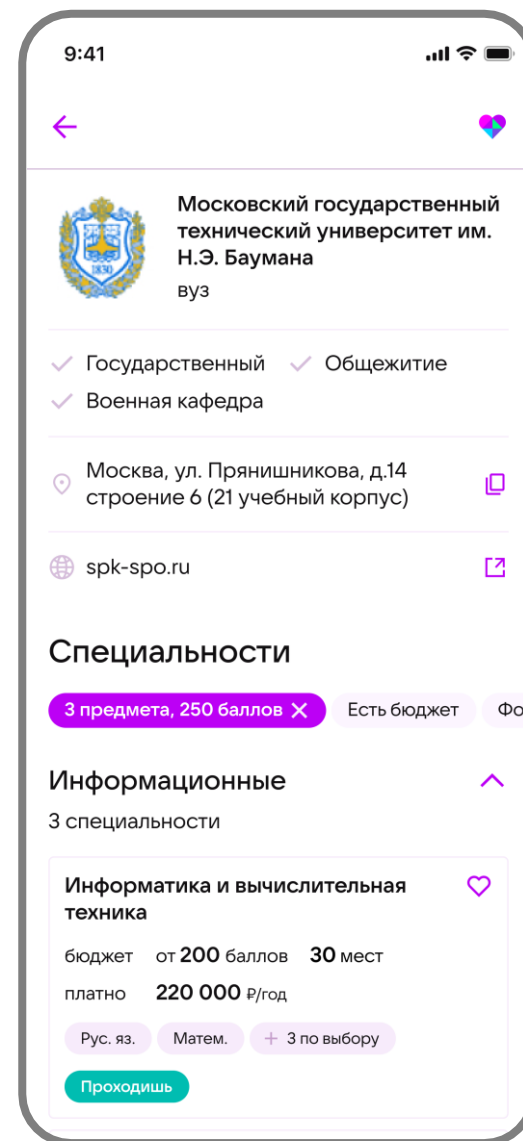 9:41
Московский государственный
технический университет им.
Н.Э. Баумана
вуз
1830
Государственный Общежитие
Военная кафедра
Москва, ул. Прянишникова, д.14
строение 6 (21 учебный корпус)
spk-spo.ru
Специальности
3 предмета, 250 баллов Есть бюджет Фо
Информационные
3 специальности
Информатика и вычислительная
техника
бюджет от 200 баллов 30 мест
платно 220 000 ₽/год
Рус. яз. Матем. + 3 по выбору
Проходишь